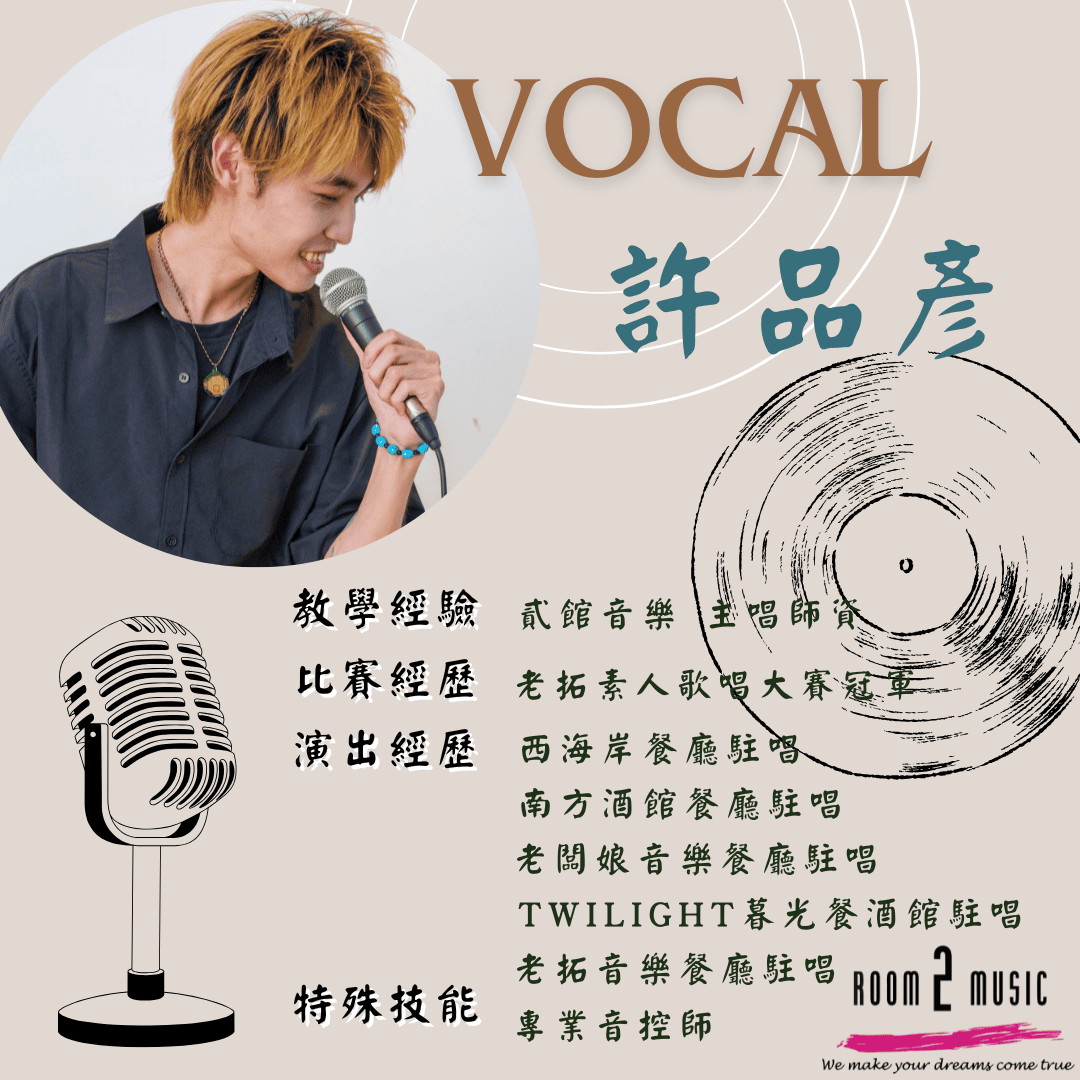 VOCAL
許品彥
教學經驗 貳館音樂 主唱師資
比賽經歷 老拓素人歌唱大賽冠軍
演出經歷 西海岸餐廳駐唱
南方酒館餐廳駐唱
老闆娘音樂餐廳駐唱
TWILIGHT暮光餐酒館駐唱
老拓音樂餐廳駐唱
特殊技能 專業音控師
ROOM 2 MUSIC
We make your dreams come true